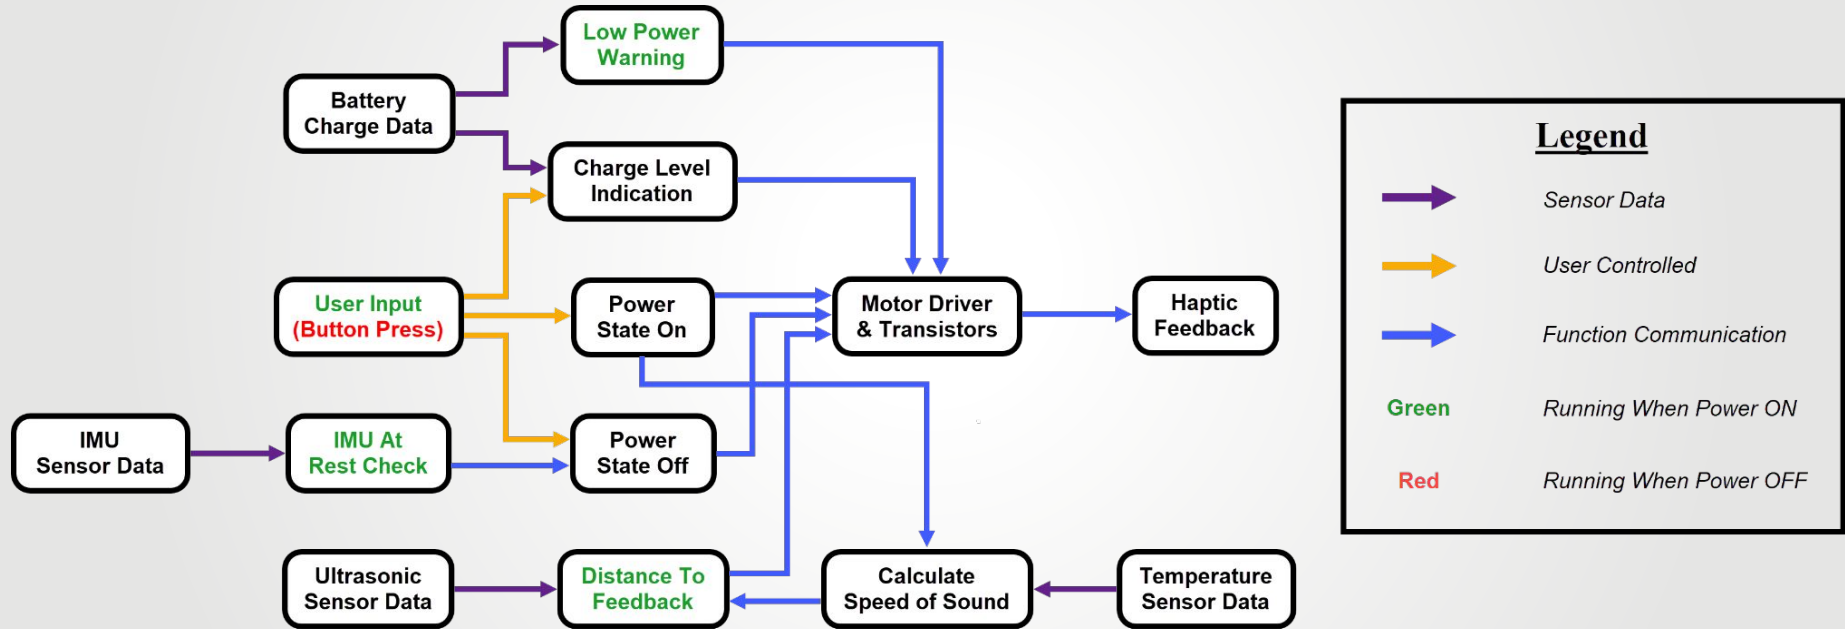 Low Power
Warning
Battery
Charge Data
Charge Level
Indication
User Input
(Button Press)
Power
State On
Motor Driver
& Transistors
Haptic
Feedback
IMU
Sensor Data
IMU At
Rest Check
Power
State Off
Ultrasonic
Sensor Data
Distance To
Feedback
Calculate
Speed of Sound
Temperature
Sensor Data
Legend
Sensor Data
User Controlled
Function Communication
Green
Running When Power ON
Red
Running When Power OFF